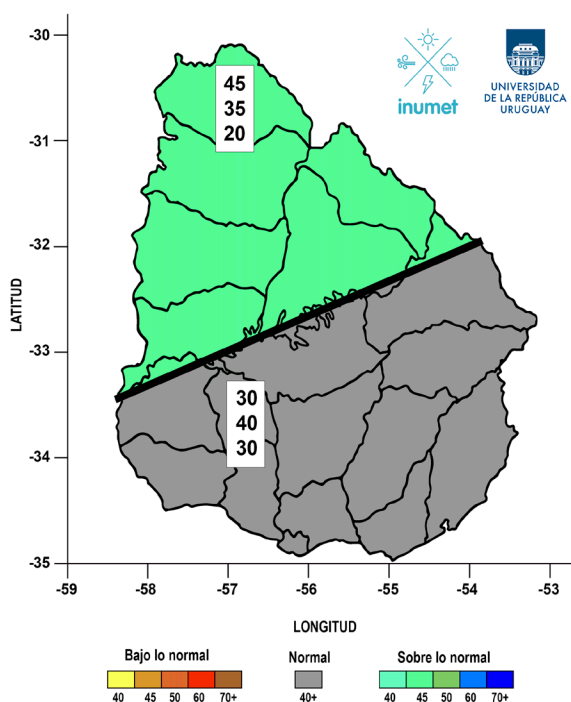 -30
-31
-32
-33
-34
-35
LATITUD
45
35
20
30
40
30
inumet
UNIVERSIDAD
DE LA REPÚBLICA
URUGUAY
-59 -58 -57 -56 -55 -54 -53
LONGITUD
Bajo lo normal Normal Sobre lo normal
40 45 50 60 70+ 40+ 40 45 50 60 70+